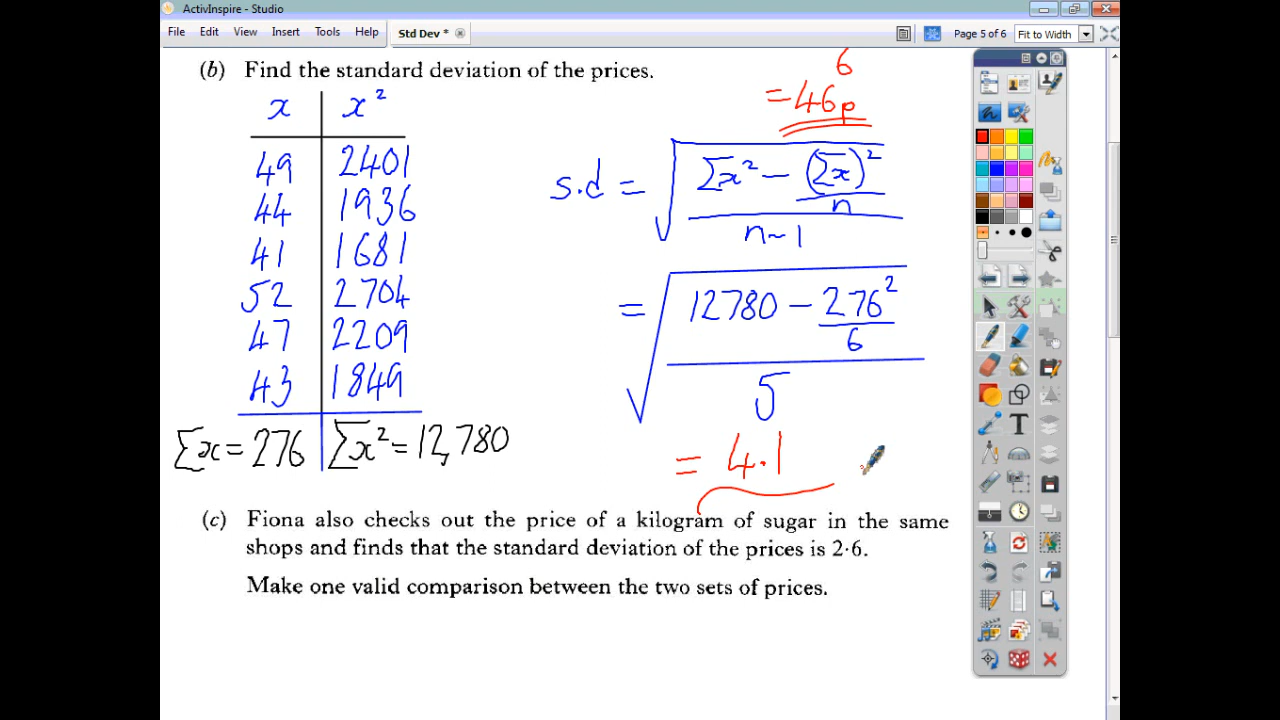 ActivInspire - Studio
File Edit View Insert Tools Help Std Dev * Page 5 of 6 Fit to Width
(b) Find the standard deviation of the prices.
6
= 46p
x x²
49 2401
44 1936
41 1681
52 2704
47 2209
43 1849
Σx = 276 Σx² = 12,780
s.d = √((Σx² − (Σx)²/n)/(n−1))
= √((12780 − 276²/6)/5)
= 4.1
(c) Fiona also checks out the price of a kilogram of sugar in the same
shops and finds that the standard deviation of the prices is 2·6.
Make one valid comparison between the two sets of prices.